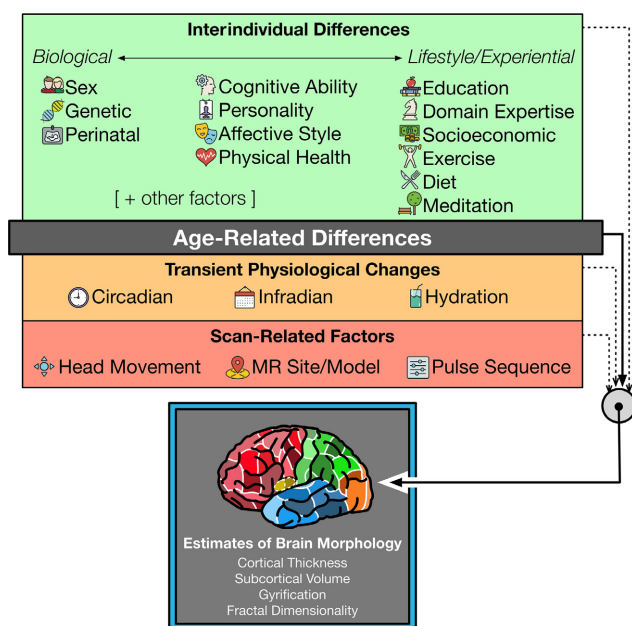 Interindividual Differences
Biological
Lifestyle/Experiential
Sex
Genetic
Perinatal
Cognitive Ability
Personality
Affective Style
Physical Health
Education
Domain Expertise
Socioeconomic
Exercise
Diet
Meditation
[ + other factors ]
Age-Related Differences
Transient Physiological Changes
Circadian
Infradian
Hydration
Scan-Related Factors
Head Movement
MR Site/Model
Pulse Sequence
Estimates of Brain Morphology
Cortical Thickness
Subcortical Volume
Gyrification
Fractal Dimensionality